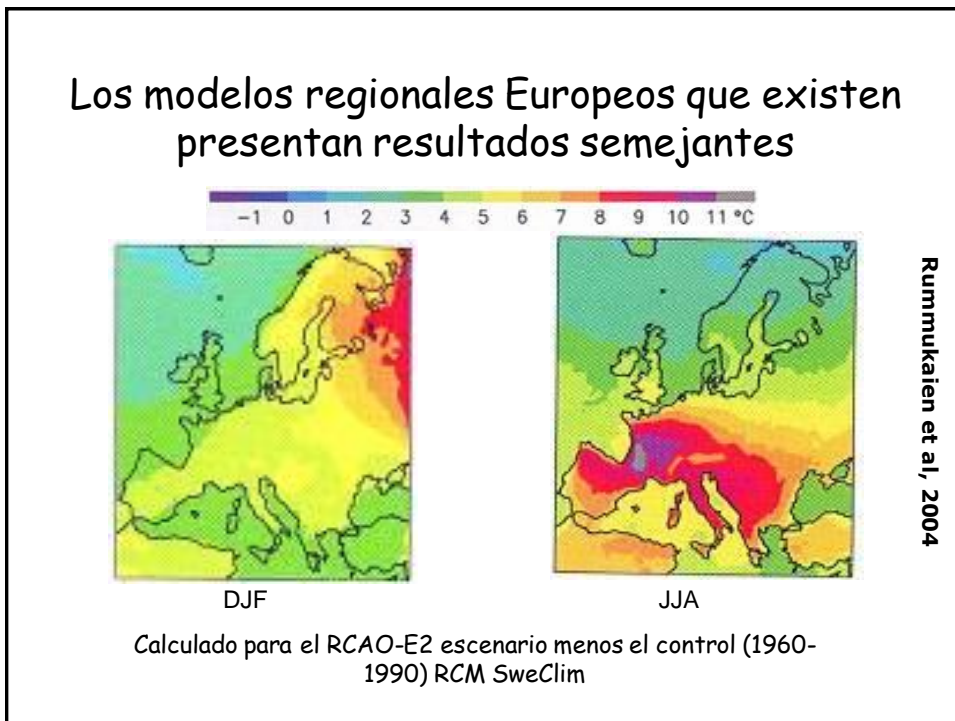 Los modelos regionales Europeos que existen
presentan resultados semejantes
-1 0 1 2 3 4 5 6 7 8 9 10 11 °C
Rummukaien et al, 2004
DJF JJA
Calculado para el RCAO-E2 escenario menos el control (1960-
1990) RCM SweClim